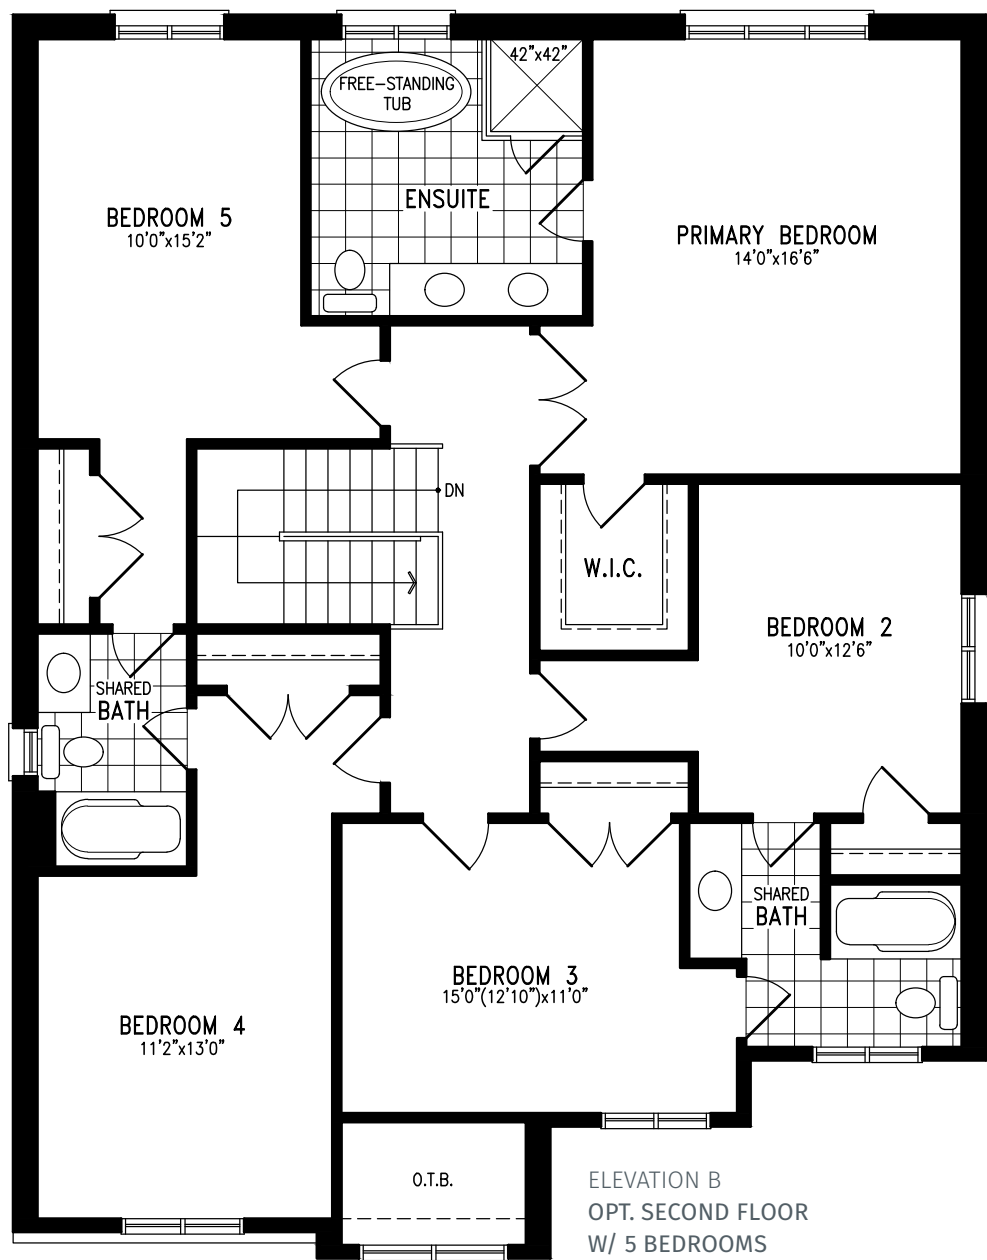 42"x42"
FREE-STANDING
TUB
ENSUITE
BEDROOM 5
10'0"x15'2"
PRIMARY BEDROOM
14'0"x16'6"
DN
W.I.C.
BEDROOM 2
10'0"x12'6"
SHARED
BATH
SHARED
BATH
BEDROOM 3
15'0"(12'10")x11'0"
BEDROOM 4
11'2"x13'0"
O.T.B.
ELEVATION B
OPT. SECOND FLOOR
W/ 5 BEDROOMS